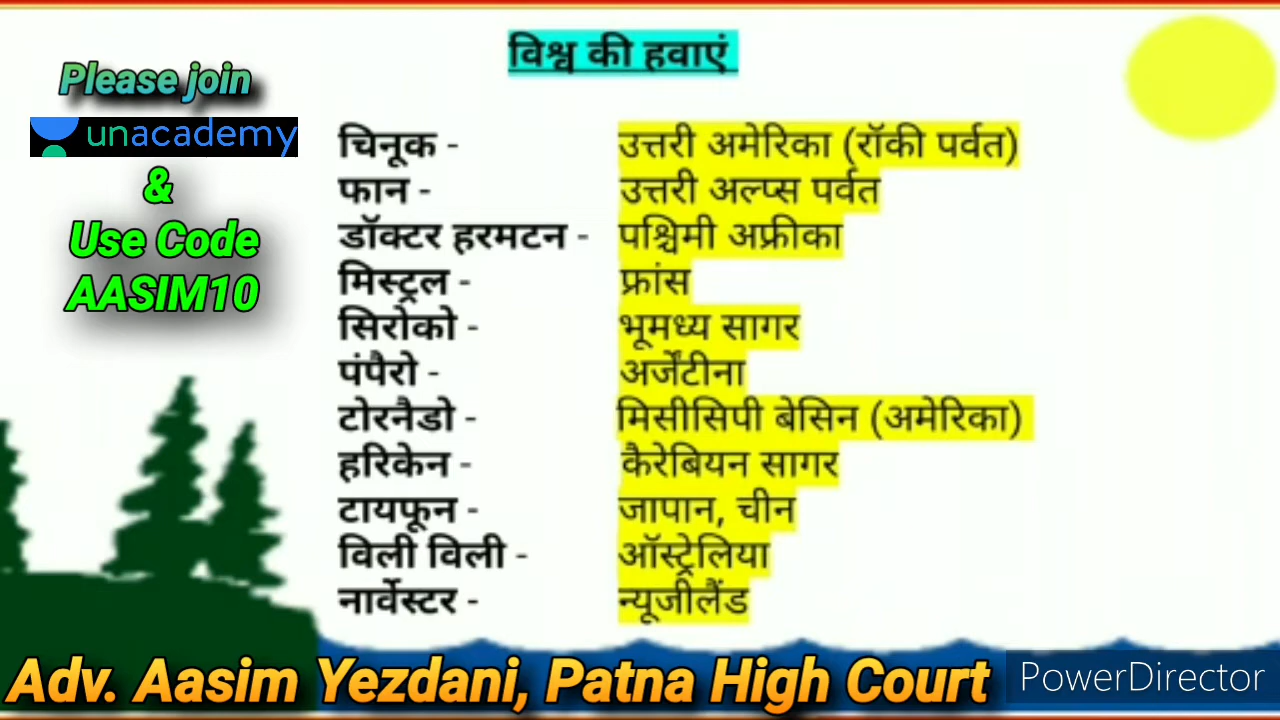 विश्व की हवाएं
Please join
unacademy
&
Use Code
AASIM10
चिनूक - उत्तरी अमेरिका (रॉकी पर्वत)
फान - उत्तरी अल्प्स पर्वत
डॉक्टर हरमटन - पश्चिमी अफ्रीका
मिस्ट्रल - फ्रांस
सिरोको - भूमध्य सागर
पंपैरो - अर्जेंटीना
टोरनैडो - मिसीसिपी बेसिन (अमेरिका)
हरिकेन - कैरेबियन सागर
टायफून - जापान, चीन
विली विली - ऑस्ट्रेलिया
नार्वेस्टर - न्यूजीलैंड
Adv. Aasim Yezdani, Patna High Court
PowerDirector